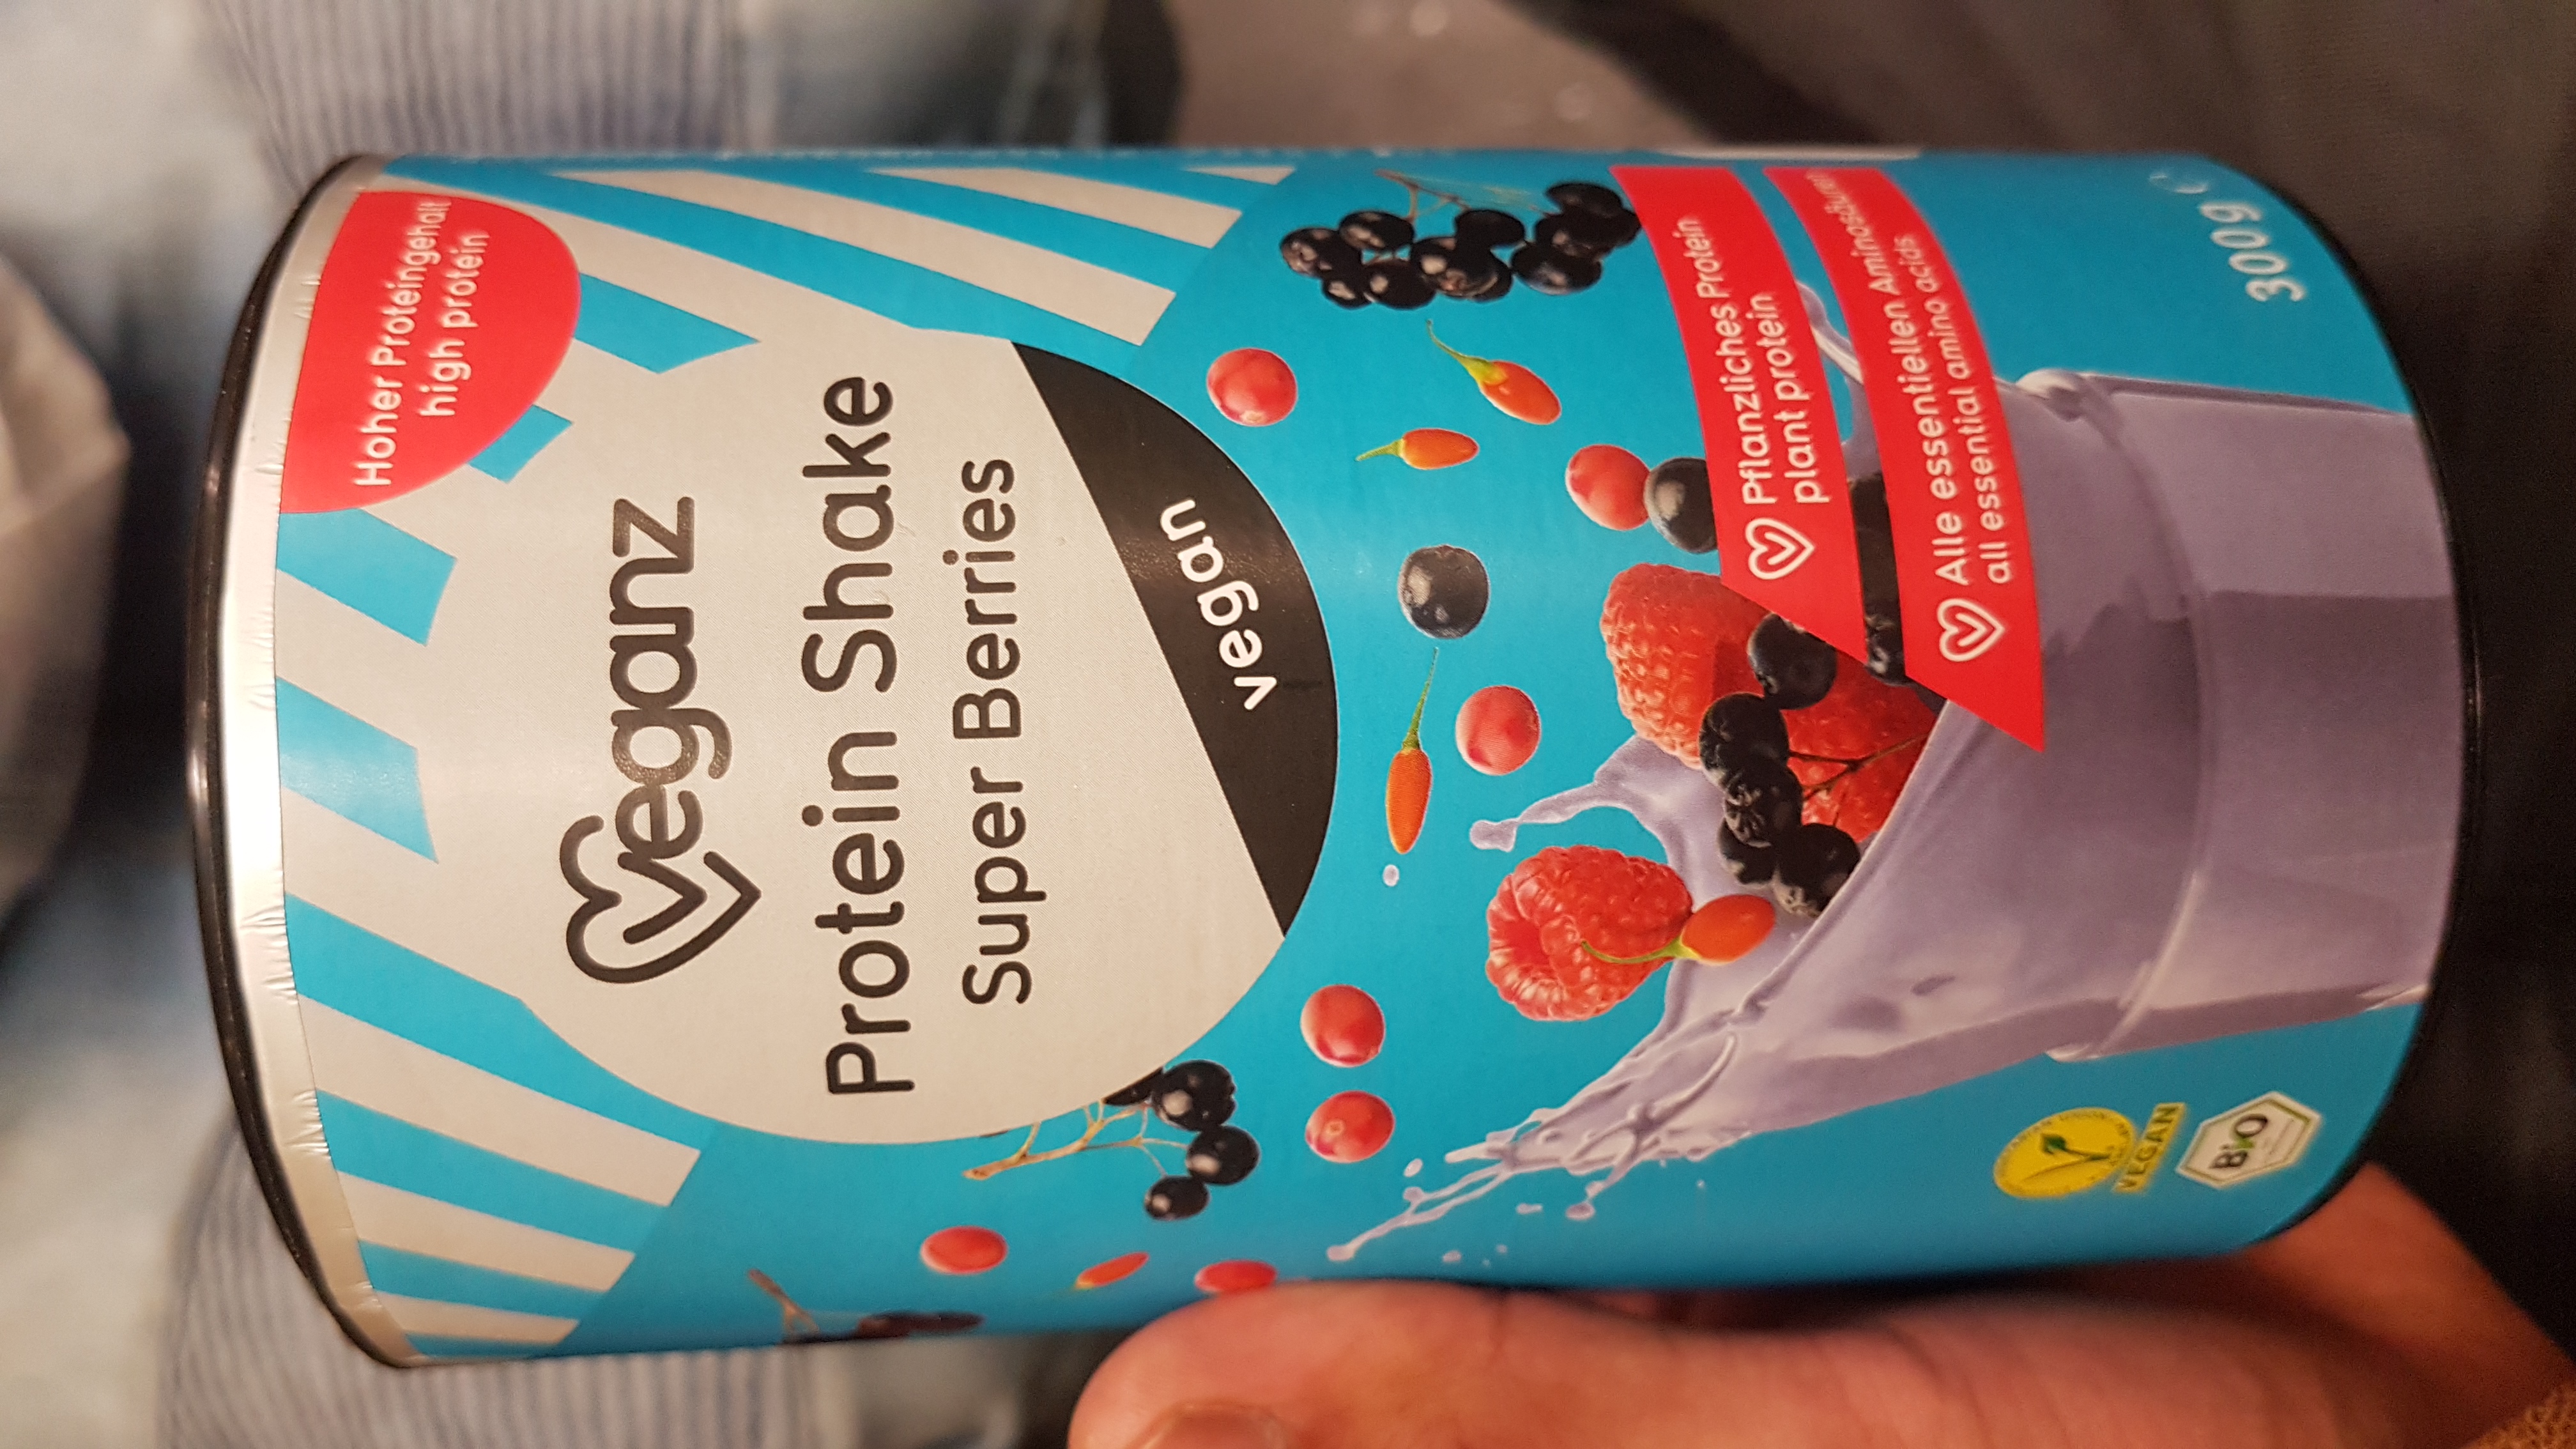 Hoher Proteingehalt
high protein
veganz
Protein Shake
Super Berries
vegan
Pflanzliches Protein
plant protein
Alle essentiellen Aminosäuren
all essential amino acids
VEGAN
BiO
300g e